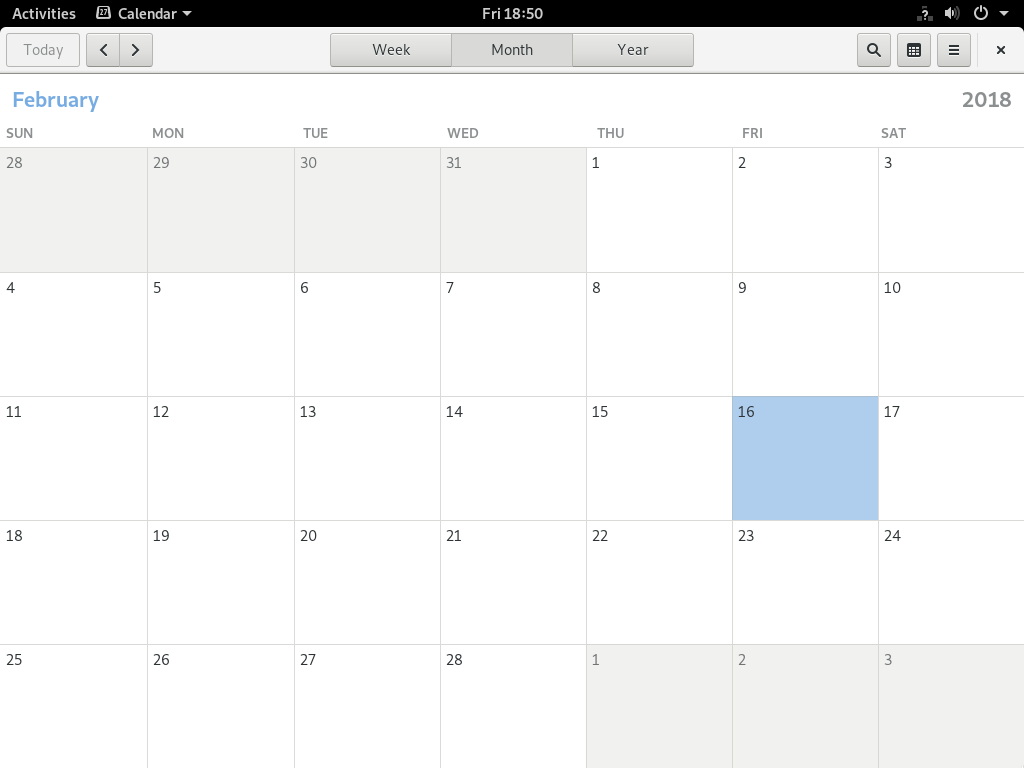 Activities 27 Calendar Fri 18:50 ?
Today Week Month Year
February 2018
SUN MON TUE WED THU FRI SAT
28 29 30 31 1 2 3
4 5 6 7 8 9 10
11 12 13 14 15 16 17
18 19 20 21 22 23 24
25 26 27 28 1 2 3